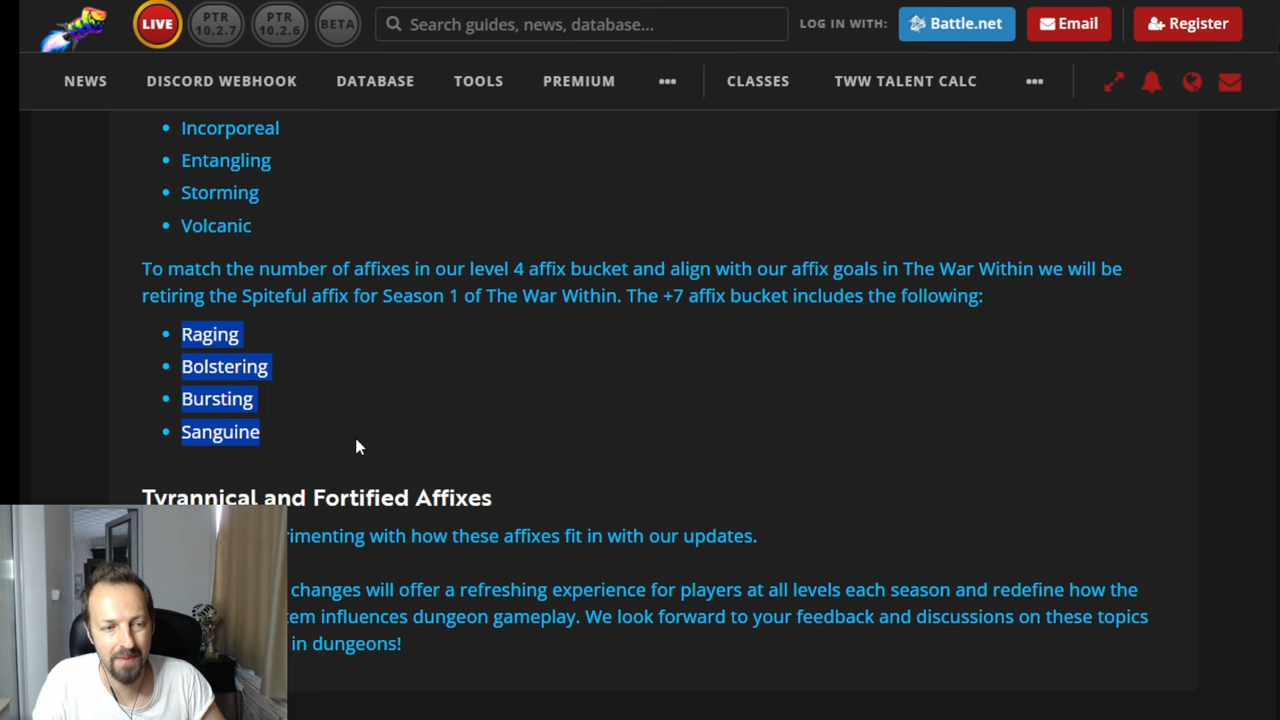 LIVE
PTR
10.2.7
PTR
10.2.6
BETA
Search guides, news, database...
LOG IN WITH:
Battle.net
Email
Register
NEWS
DISCORD WEBHOOK
DATABASE
TOOLS
PREMIUM
•••
CLASSES
TWW TALENT CALC
•••
• Incorporeal
• Entangling
• Storming
• Volcanic
To match the number of affixes in our level 4 affix bucket and align with our affix goals in The War Within we will be
retiring the Spiteful affix for Season 1 of The War Within. The +7 affix bucket includes the following:
• Raging
• Bolstering
• Bursting
• Sanguine
Tyrannical and Fortified Affixes
with how these affixes fit in with our updates.
changes will offer a refreshing experience for players at all levels each season and redefine how the
influences dungeon gameplay. We look forward to your feedback and discussions on these topics
in dungeons!